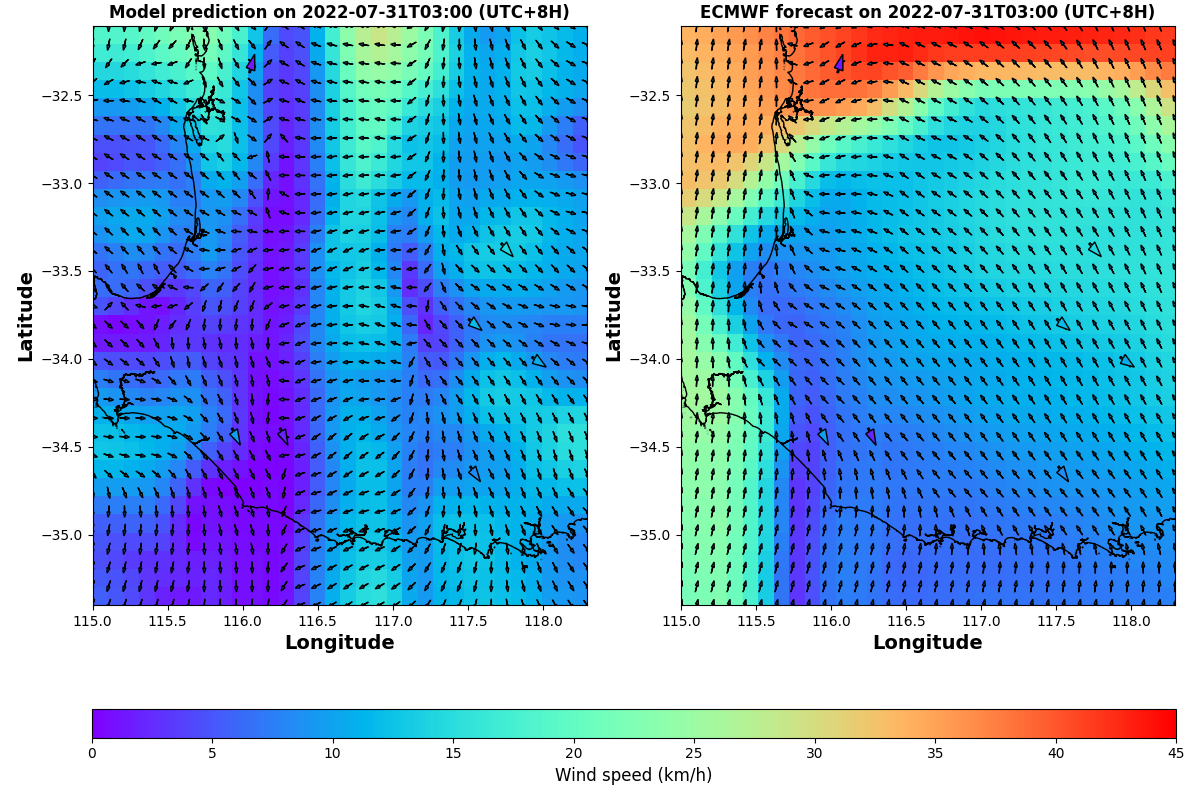 Model prediction on 2022-07-31T03:00 (UTC+8H)
ECMWF forecast on 2022-07-31T03:00 (UTC+8H)
Latitude
−32.5
−33.0
−33.5
−34.0
−34.5
−35.0
115.0 115.5 116.0 116.5 117.0 117.5 118.0
Longitude
Latitude
−32.5
−33.0
−33.5
−34.0
−34.5
−35.0
115.0 115.5 116.0 116.5 117.0 117.5 118.0
Longitude
0 5 10 15 20 25 30 35 40 45
Wind speed (km/h)